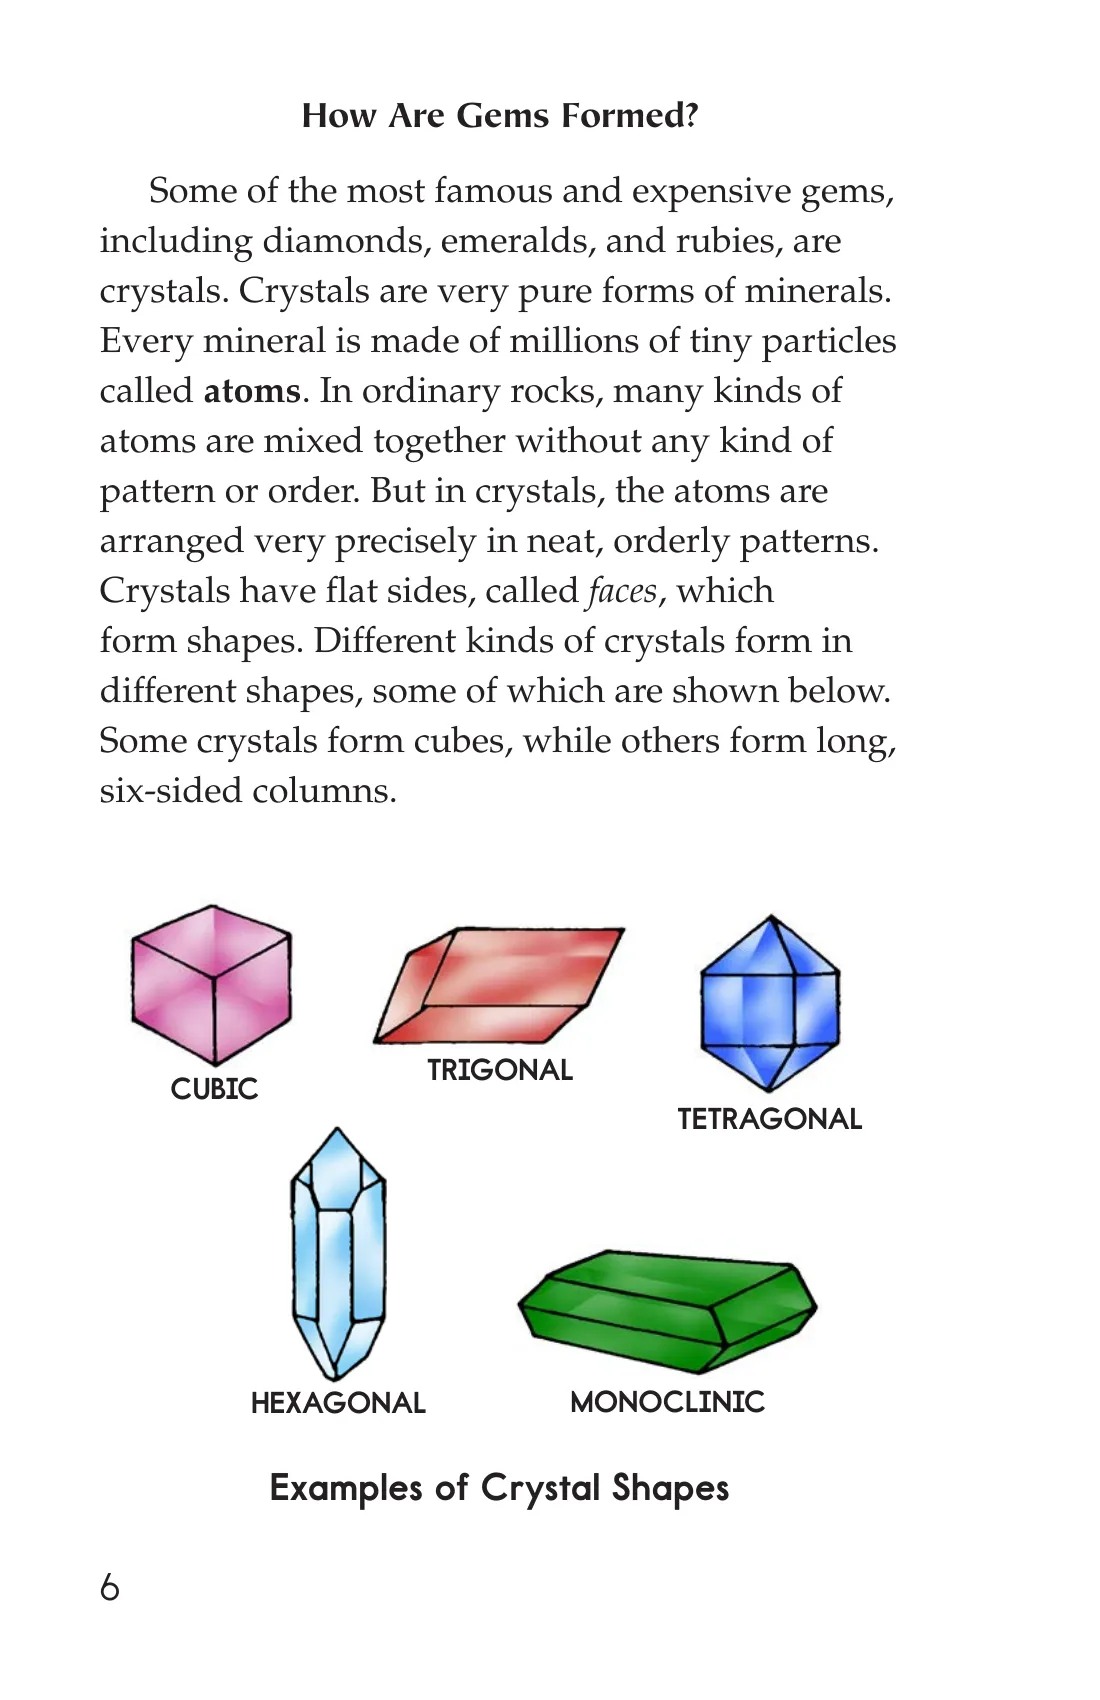 How Are Gems Formed?
Some of the most famous and expensive gems,
including diamonds, emeralds, and rubies, are
crystals. Crystals are very pure forms of minerals.
Every mineral is made of millions of tiny particles
called atoms. In ordinary rocks, many kinds of
atoms are mixed together without any kind of
pattern or order. But in crystals, the atoms are
arranged very precisely in neat, orderly patterns.
Crystals have flat sides, called faces, which
form shapes. Different kinds of crystals form in
different shapes, some of which are shown below.
Some crystals form cubes, while others form long,
six-sided columns.
CUBIC
TRIGONAL
TETRAGONAL
HEXAGONAL
MONOCLINIC
Examples of Crystal Shapes
6